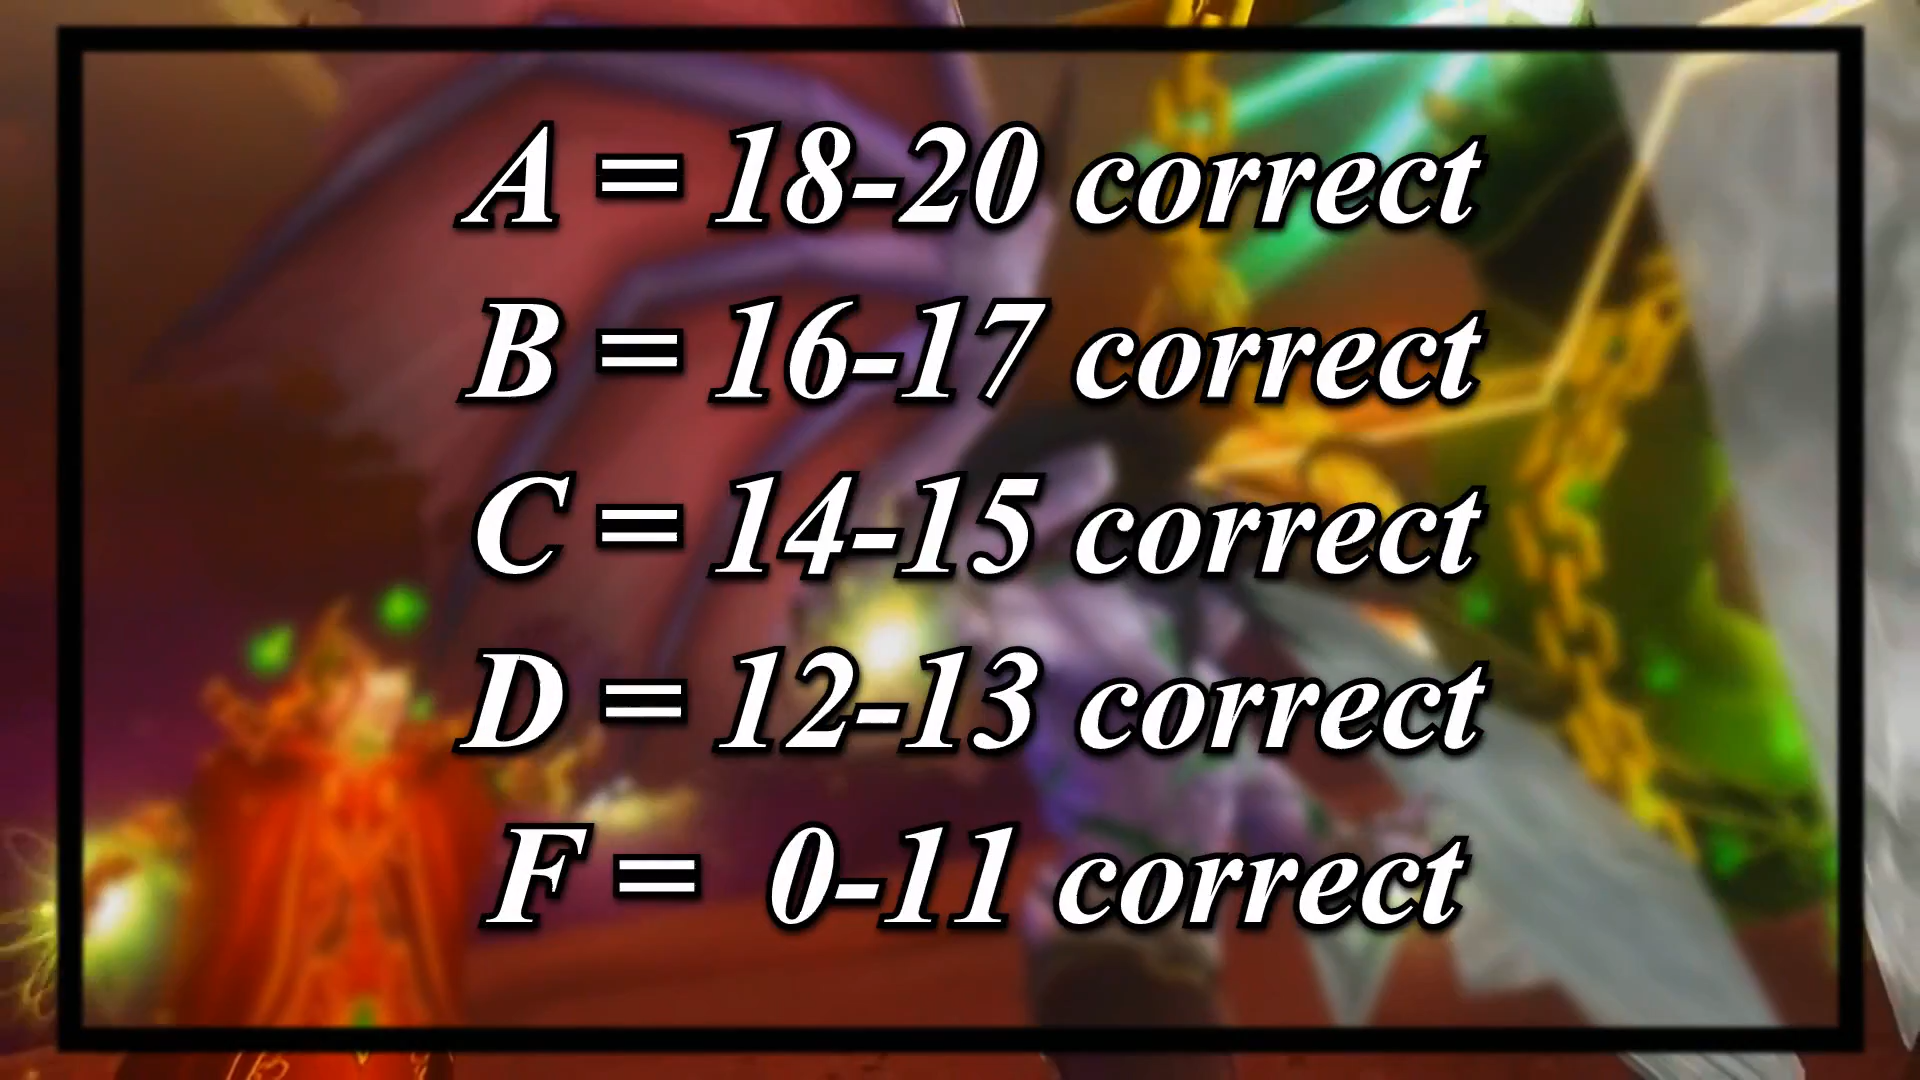 A = 18-20 correct
B = 16-17 correct
C = 14-15 correct
D = 12-13 correct
F = 0-11 correct